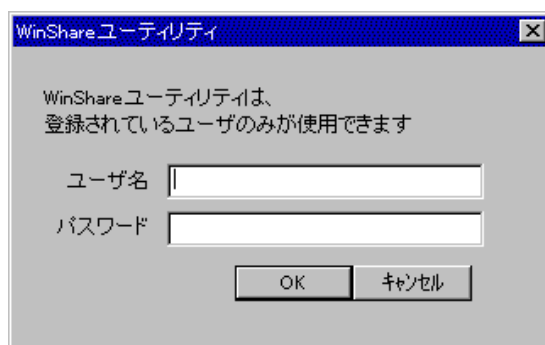 WinShareユーティリティ
WinShareユーティリティは、
登録されているユーザのみが使用できます
ユーザ名
パスワード
OK キャンセル